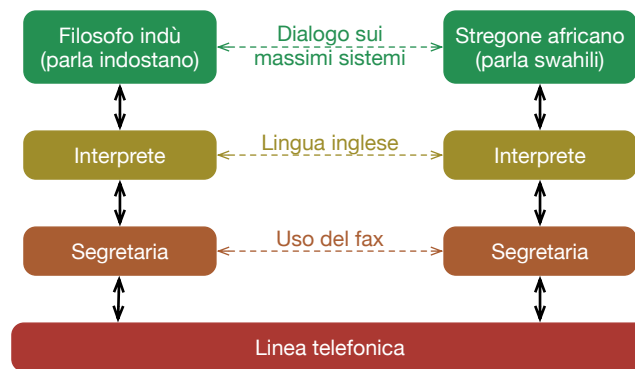 Filosofo indù
(parla indostano)
Dialogo sui
massimi sistemi
Stregone africano
(parla swahili)
Interprete
Lingua inglese
Interprete
Segretaria
Uso del fax
Segretaria
Linea telefonica